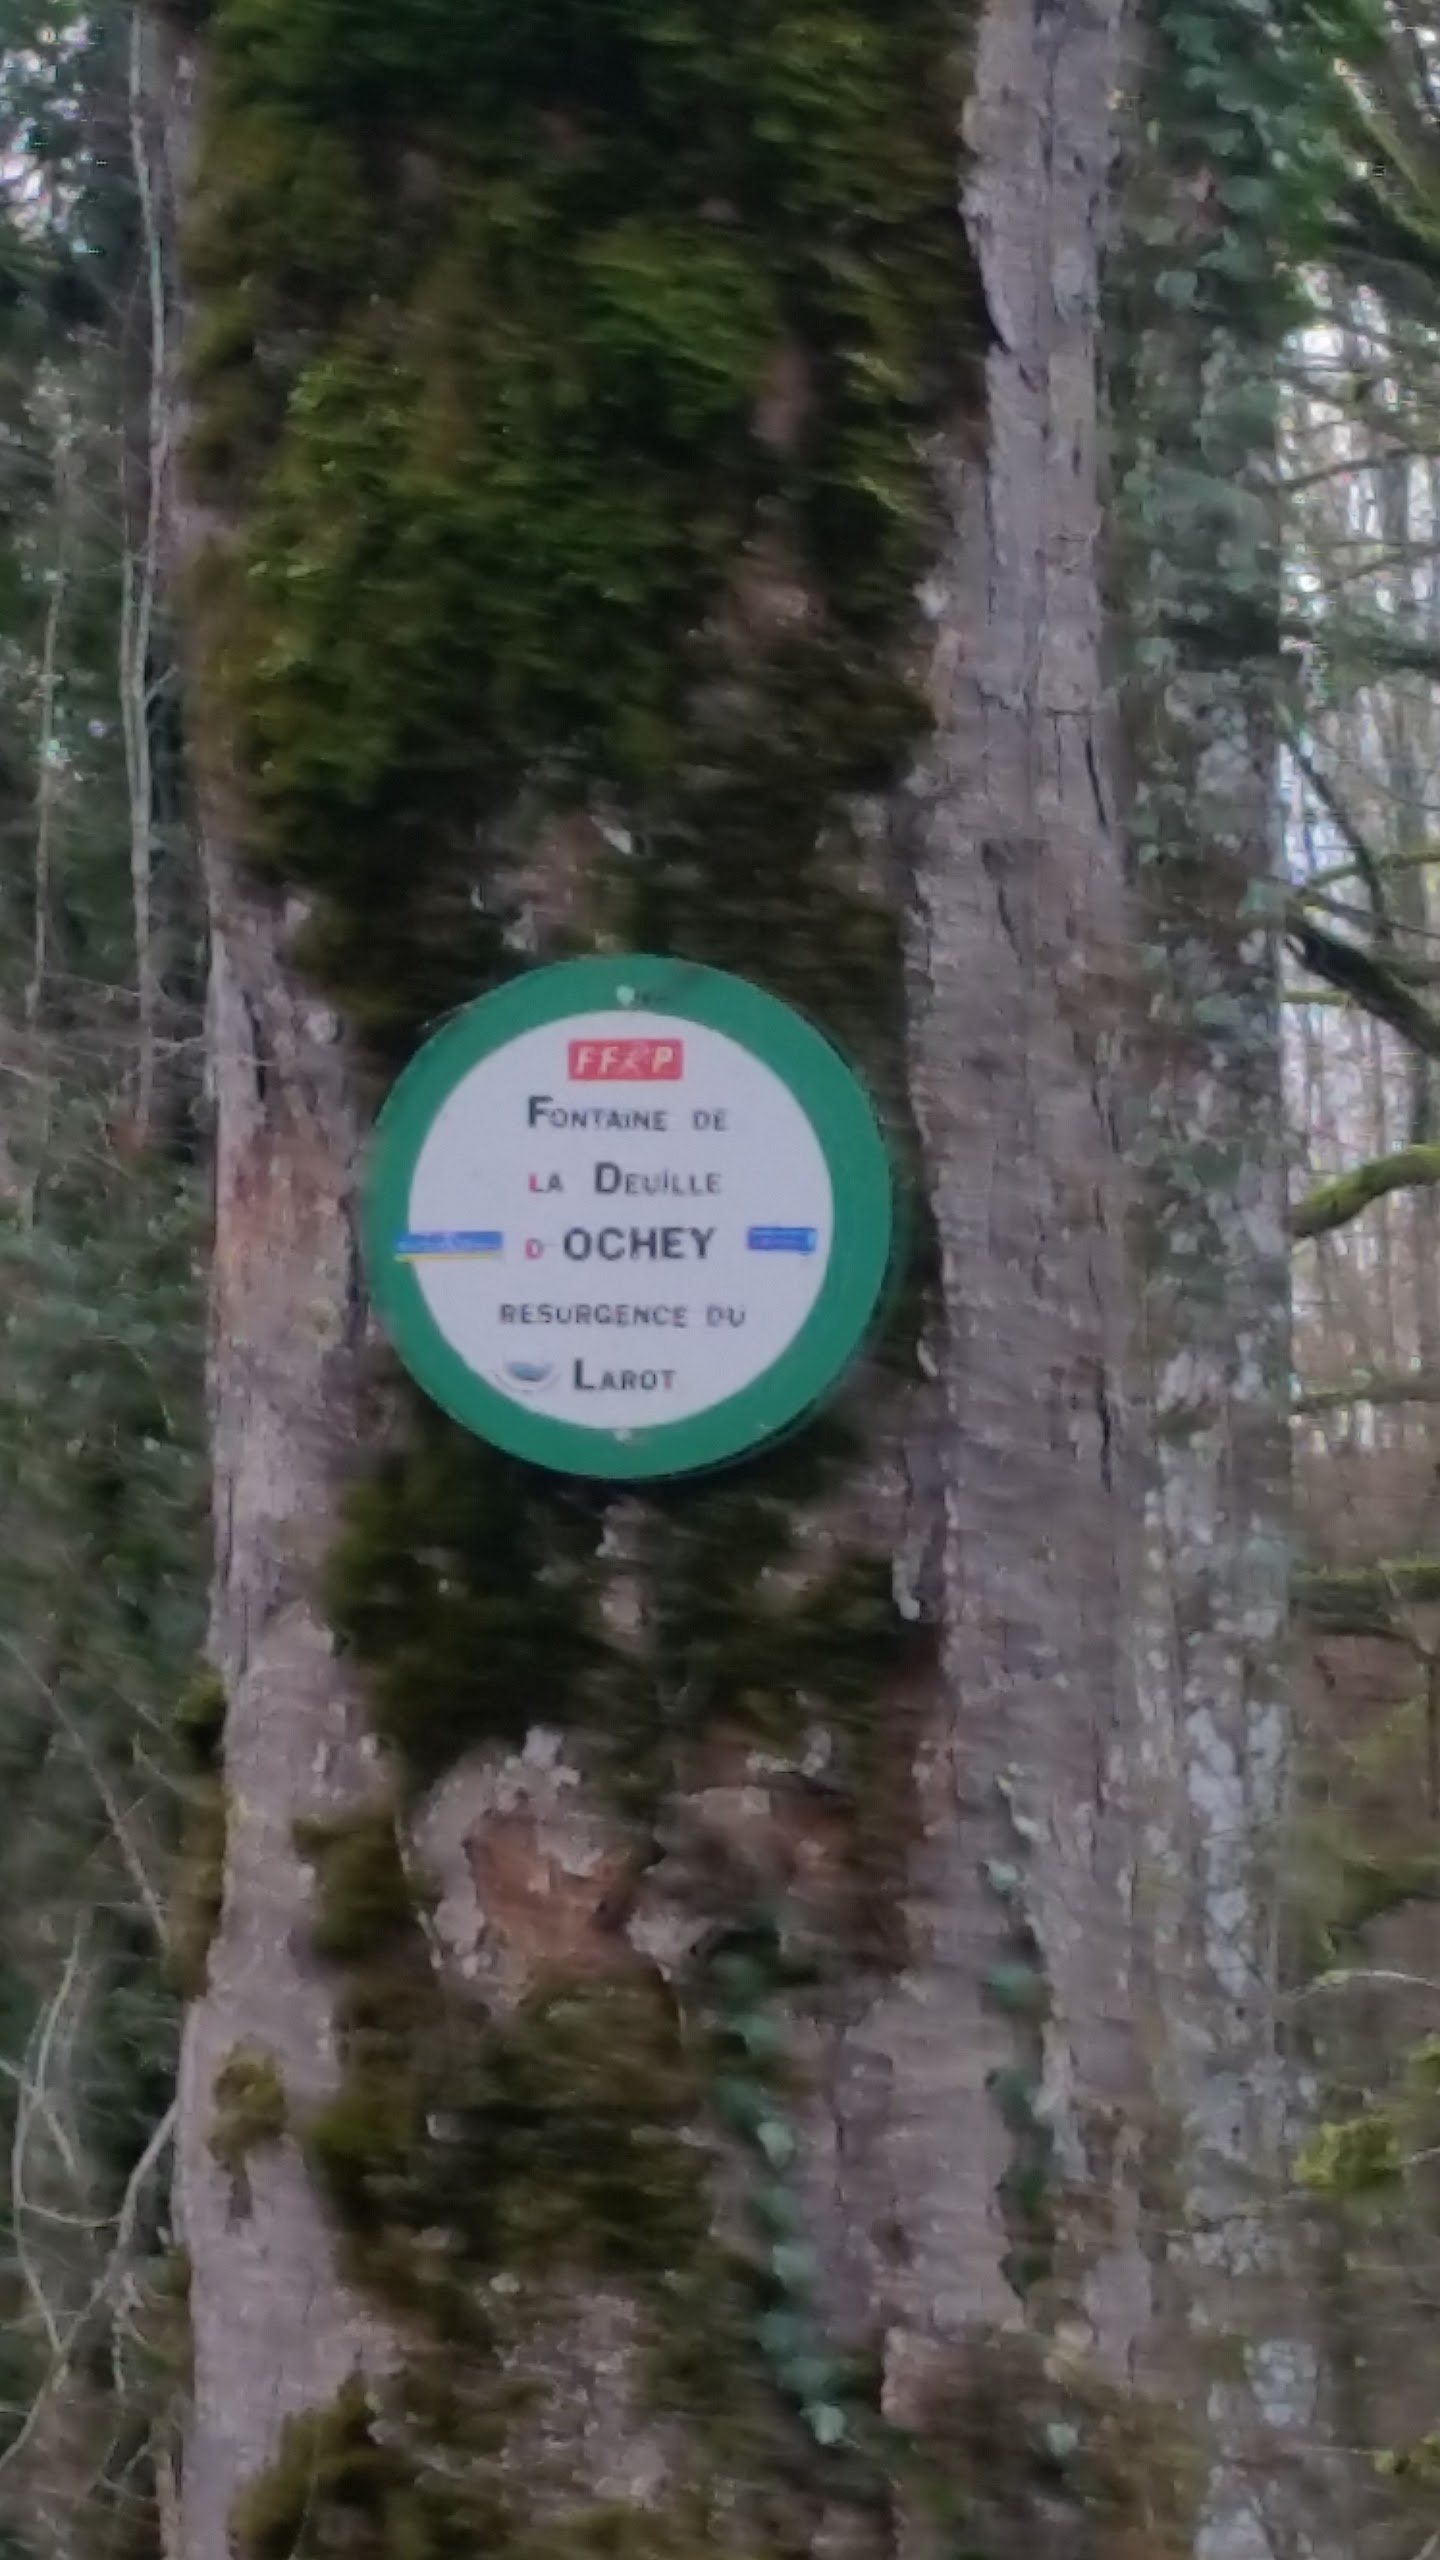 FFRP
FONTAINE DE
LA DEUILLE
D'OCHEY
RESURGENCE DU
LAROT